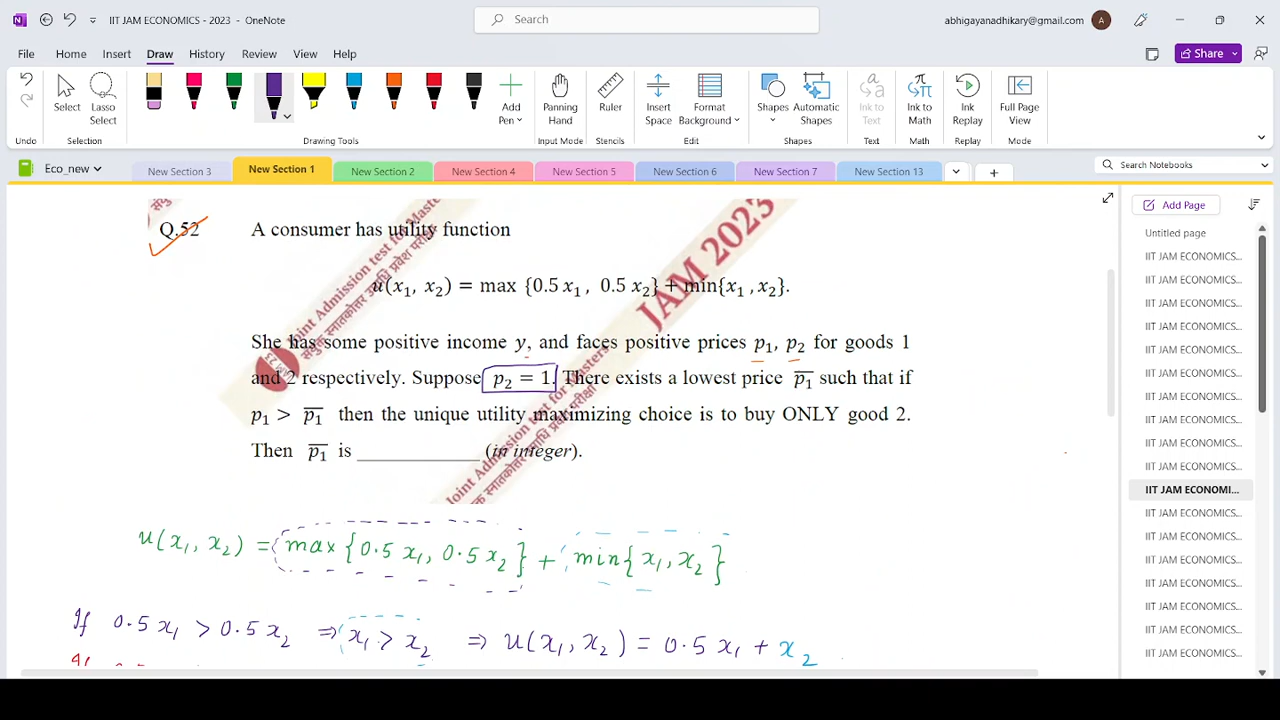 IIT JAM ECONOMICS - 2023 - OneNote
Search
abhigayanadhikary@gmail.com
A
File Home Insert Draw History Review View Help
Share
Select
Lasso Select
Add Pen
Panning Hand
Ruler
Insert Space
Format Background
Shapes
Automatic Shapes
Ink to Text
Ink to Math
Ink Replay
Full Page View
Undo
Selection
Drawing Tools
Input Mode
Stencils
Edit
Shapes
Text
Math
Replay
Mode
Eco_new
New Section 3
New Section 1
New Section 2
New Section 4
New Section 5
New Section 6
New Section 7
New Section 13
Search Notebooks
Add Page
Untitled page
IIT JAM ECONOMICS...
IIT JAM ECONOMICS...
IIT JAM ECONOMICS...
IIT JAM ECONOMICS...
IIT JAM ECONOMICS...
IIT JAM ECONOMICS...
IIT JAM ECONOMICS...
IIT JAM ECONOMICS...
IIT JAM ECONOMICS...
IIT JAM ECONOMICS...
IIT JAM ECONOMI...
IIT JAM ECONOMICS...
IIT JAM ECONOMICS...
IIT JAM ECONOMICS...
IIT JAM ECONOMICS...
IIT JAM ECONOMICS...
IIT JAM ECONOMICS...
IIT JAM ECONOMICS...
Q.52 A consumer has utility function
u(x₁, x₂) = max {0.5 x₁, 0.5 x₂} + min{x₁, x₂}.
She has some positive income y, and faces positive prices p₁, p₂ for goods 1
and 2 respectively. Suppose p₂ = 1. There exists a lowest price p̅₁ such that if
p₁ > p̅₁ then the unique utility maximizing choice is to buy ONLY good 2.
Then p̅₁ is ____________ (in integer).
JAM 2023
Joint Admission test for Masters
u(x₁, x₂) = max{0.5 x₁, 0.5 x₂} + min{x₁, x₂}
If 0.5 x₁ > 0.5 x₂ ⇒ x₁ > x₂ ⇒ u(x₁, x₂) = 0.5 x₁ + x₂